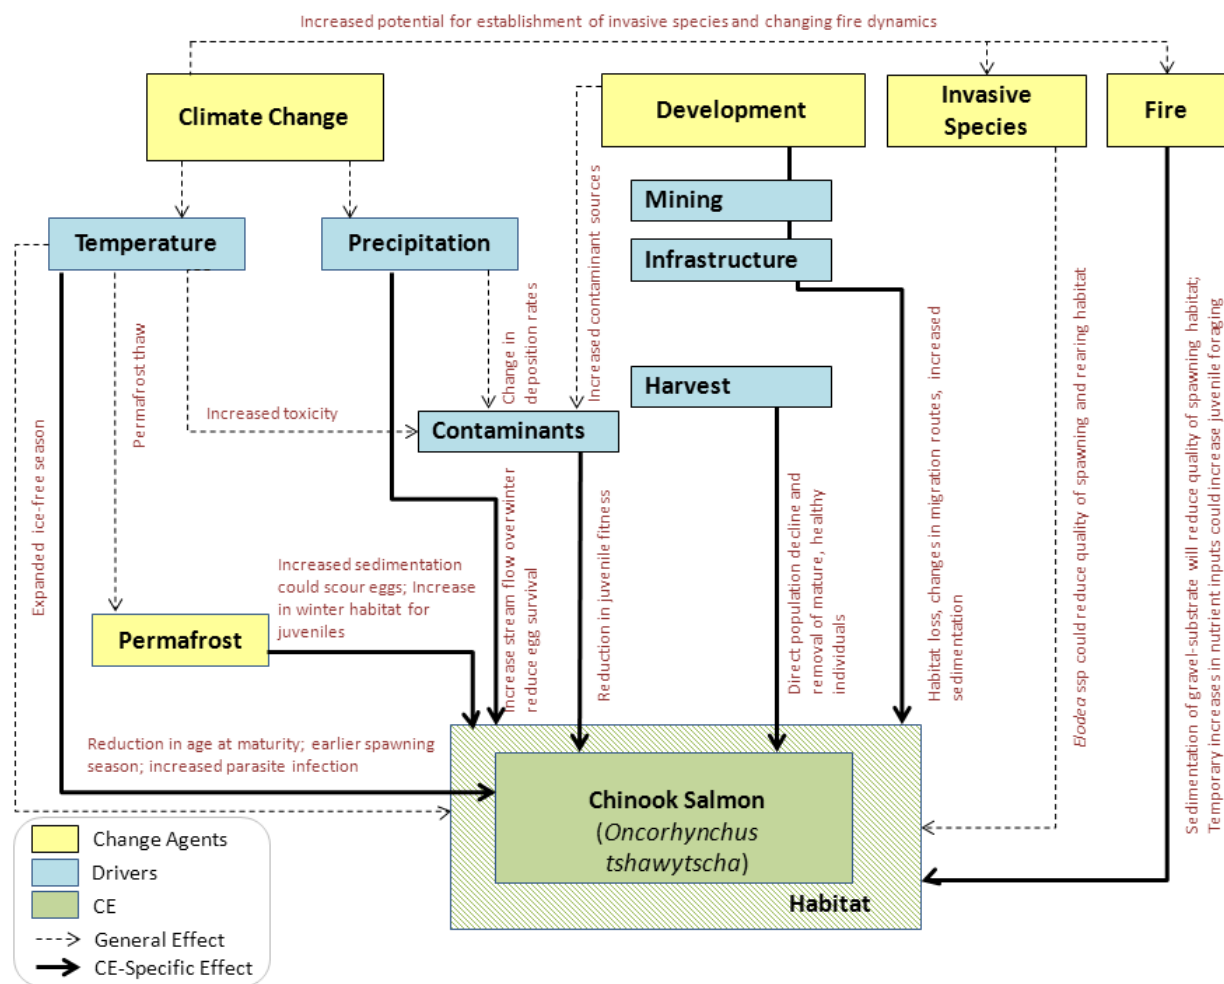 Increased potential for establishment of invasive species and changing fire dynamics
Climate Change
Development
Invasive
Species
Fire
Mining
Temperature
Precipitation
Infrastructure
Permafrost thaw
Expanded ice-free season
Increased toxicity
Change in
deposition rates
Increased contaminant sources
Harvest
Contaminants
Increased sedimentation
could scour eggs; Increase
in winter habitat for
juveniles
Permafrost
Increase stream flow overwinter
reduce egg survival
Reduction in juvenile fitness
Direct population decline and
removal of mature, healthy
individuals
Habitat loss, changes in migration routes, increased
sedimentation
Elodea ssp could reduce quality of spawning and rearing habitat
Sedimentation of gravel-substrate will reduce quality of spawning habitat;
Temporary increases in nutrient inputs could increase juvenile foraging
Reduction in age at maturity; earlier spawning
season; increased parasite infection
Chinook Salmon
(Oncorhynchus
tshawytscha)
Habitat
Change Agents
Drivers
CE
General Effect
CE-Specific Effect